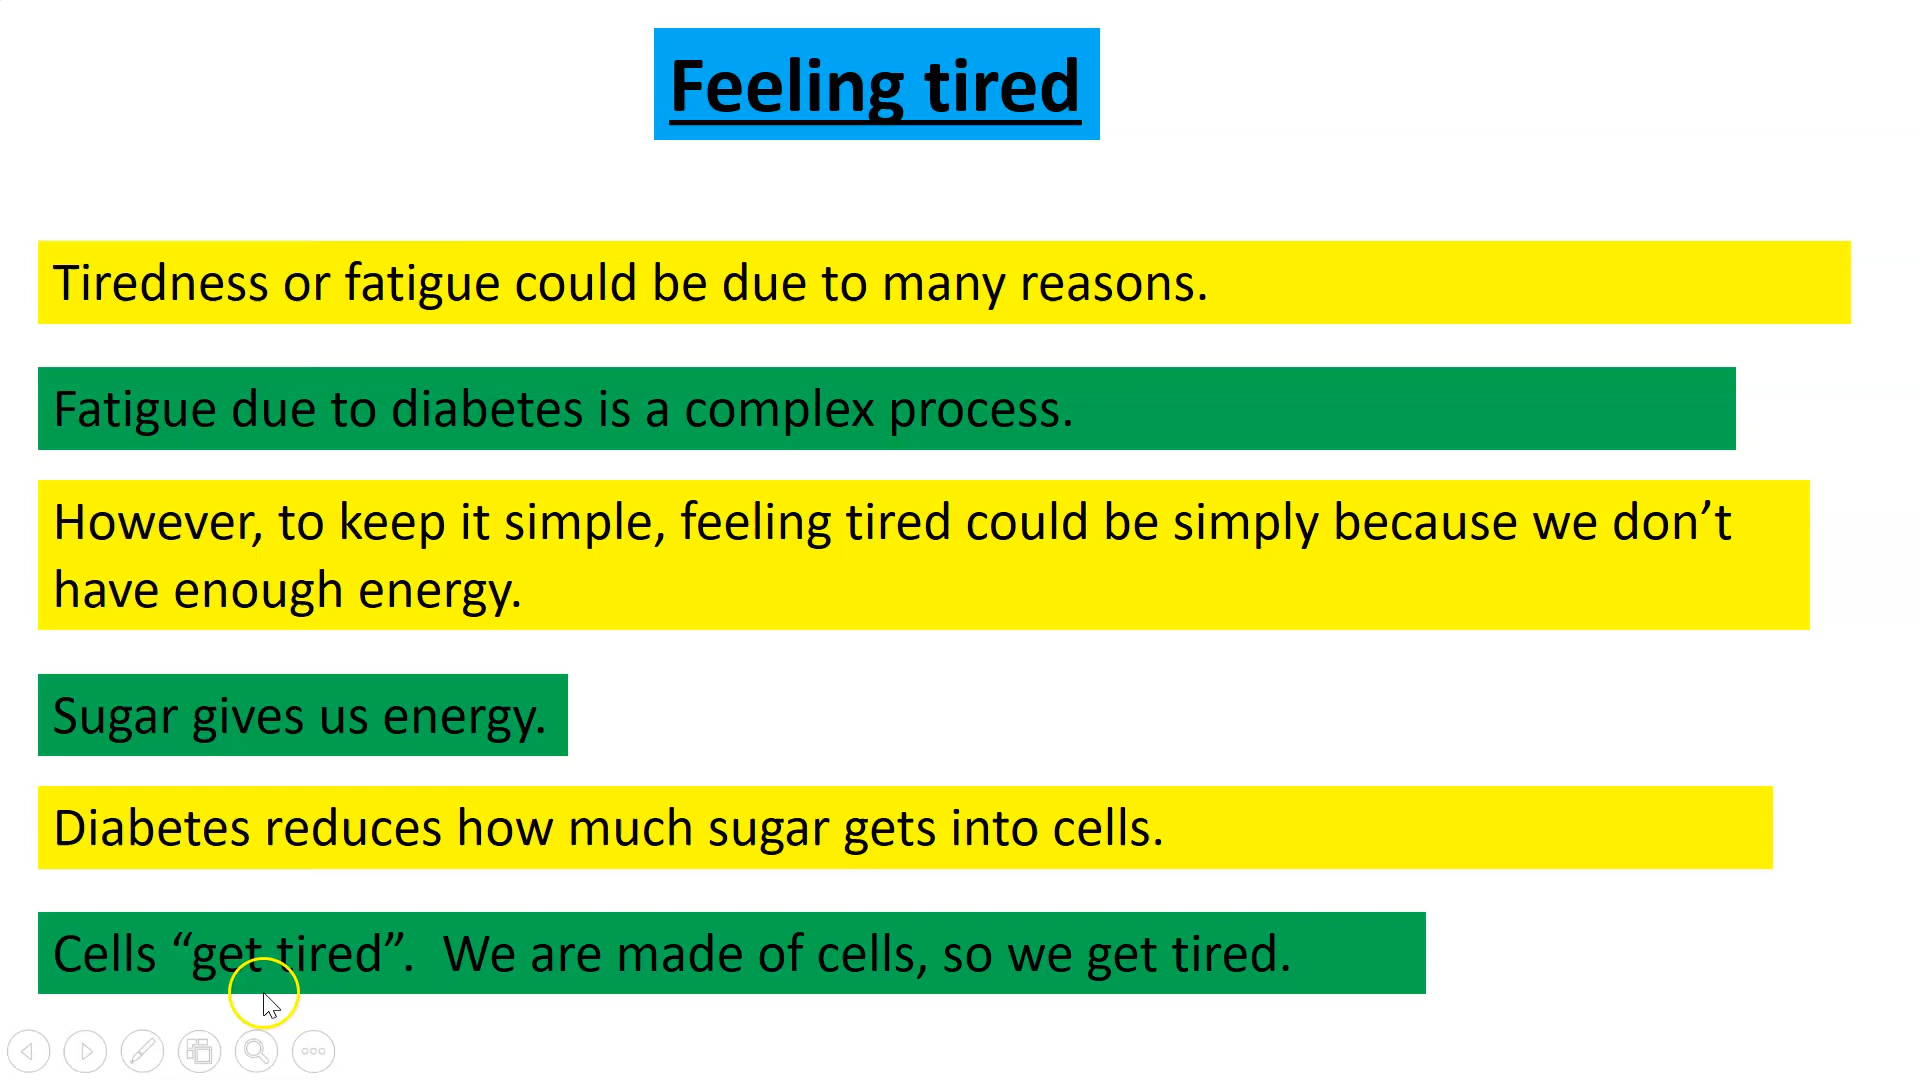 Feeling tired
Tiredness or fatigue could be due to many reasons.
Fatigue due to diabetes is a complex process.
However, to keep it simple, feeling tired could be simply because we don’t
have enough energy.
Sugar gives us energy.
Diabetes reduces how much sugar gets into cells.
Cells “get tired”.  We are made of cells, so we get tired.